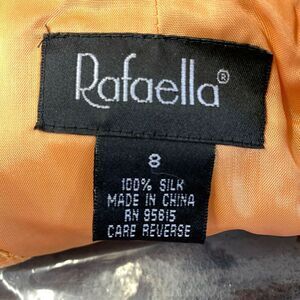 Rafaella®
8
100% SILK
MADE IN CHINA
RN 95615
CARE REVERSE